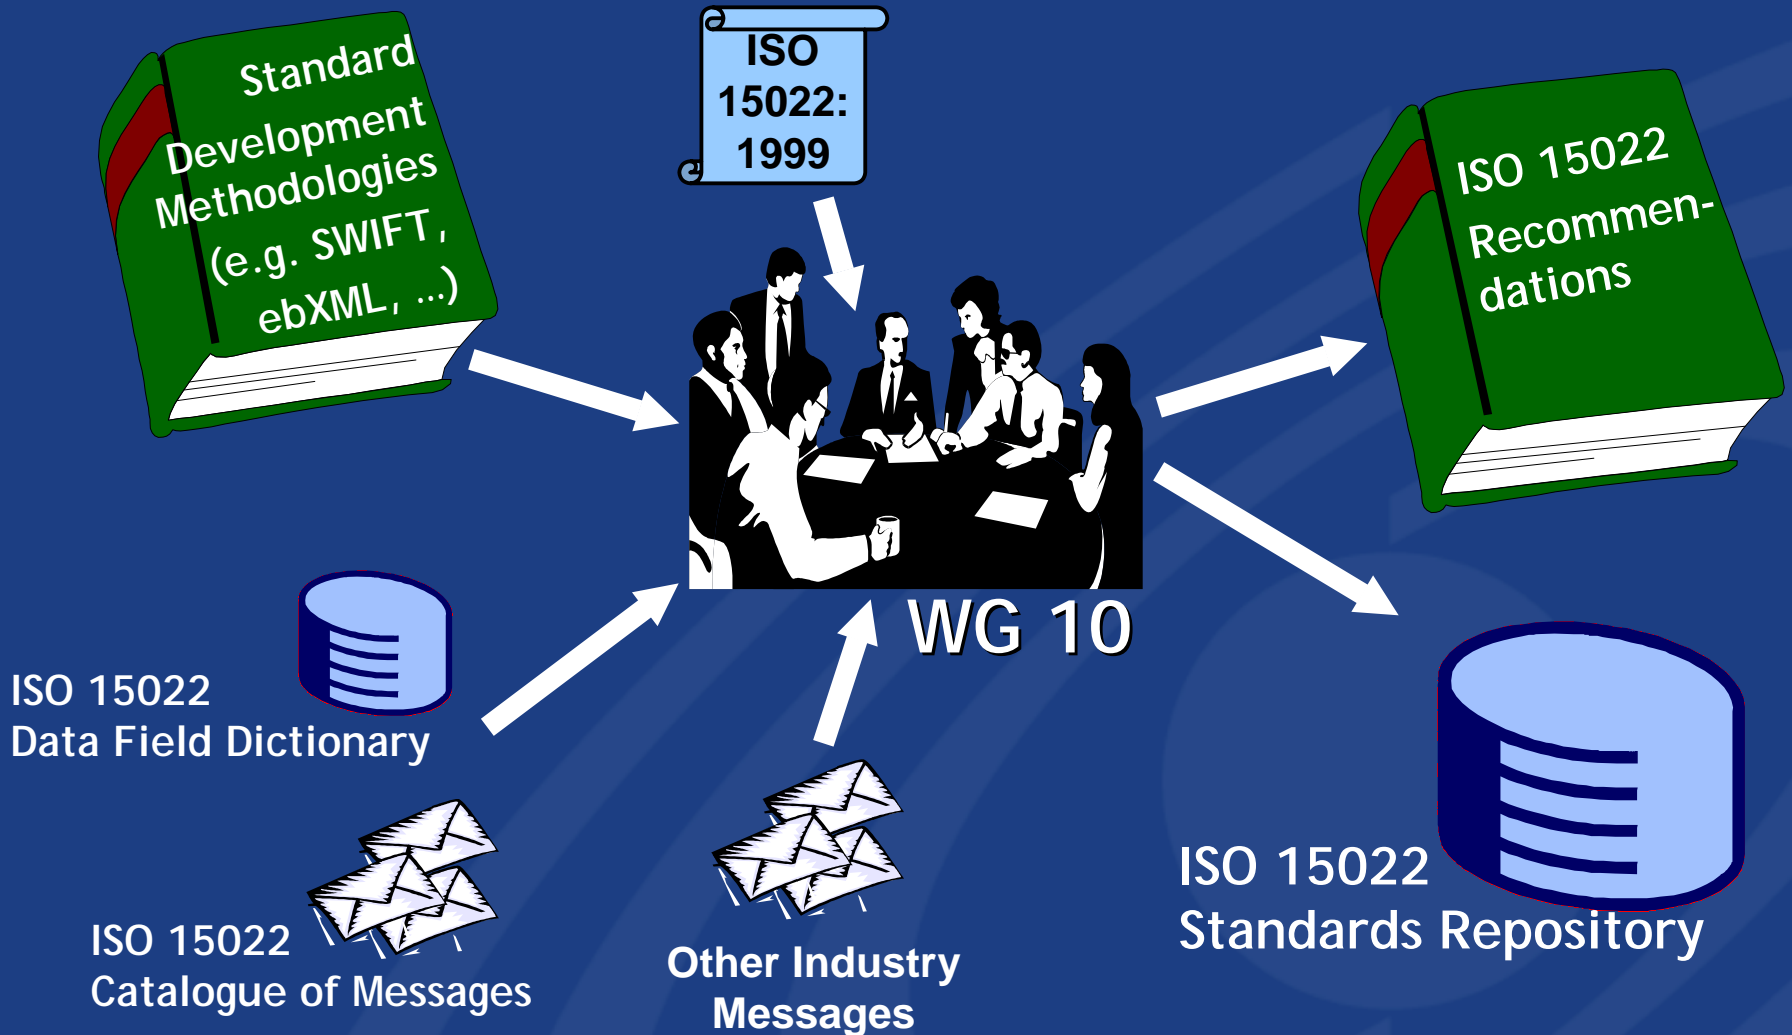 Standard
Development
Methodologies
(e.g. SWIFT,
ebXML, ...)
ISO
15022:
1999
ISO 15022
Recommen-
dations
WG 10
ISO 15022
Data Field Dictionary
ISO 15022
Catalogue of Messages
Other Industry
Messages
ISO 15022
Standards Repository